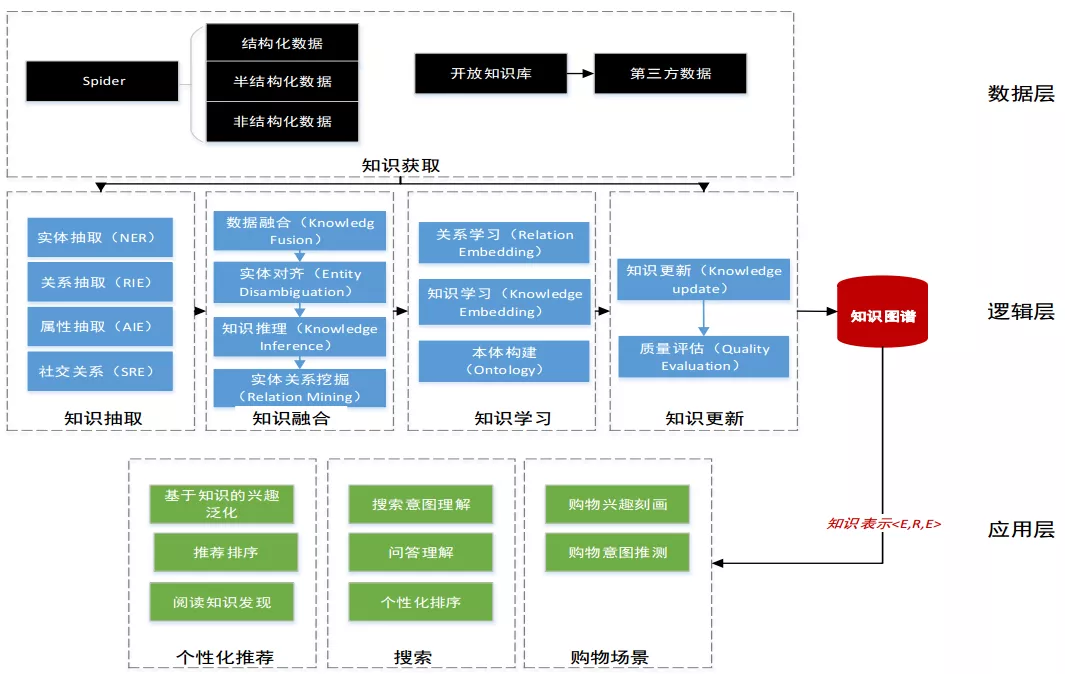 Spider
结构化数据
半结构化数据
非结构化数据
开放知识库
第三方数据
知识获取
数据层
实体抽取（NER）
关系抽取（RIE）
属性抽取（AIE）
社交关系（SRE）
知识抽取
数据融合（Knowledg
Fusion）
实体对齐（Entity
Disambiguation）
知识推理（Knowledge
Inference）
实体关系挖掘
（Relation Mining）
知识融合
关系学习（Relation
Embedding）
知识学习（Knowledge
Embedding）
本体构建
（Ontology）
知识学习
知识更新（Knowledge
update）
质量评估（Quality
Evaluation）
知识更新
知识图谱
逻辑层
基于知识的兴趣
泛化
推荐排序
阅读知识发现
个性化推荐
搜索意图理解
问答理解
个性化排序
搜索
购物兴趣刻画
购物意图推测
购物场景
知识表示<E,R,E>
应用层